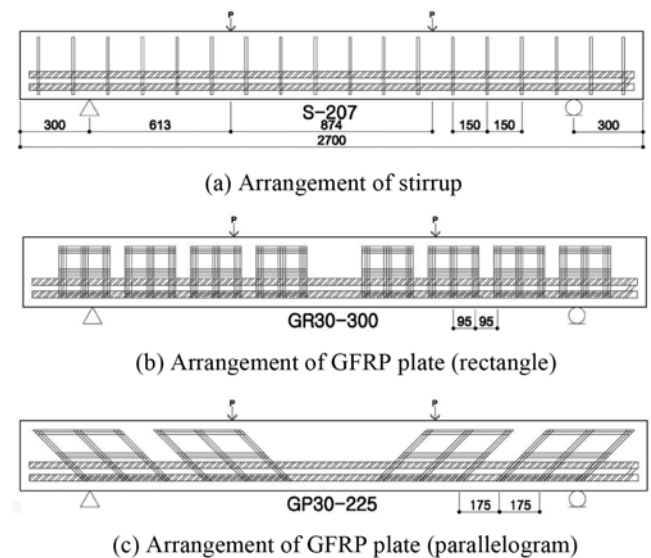 P P
S-207
300 613 874 150 150 300
2700
(a) Arrangement of stirrup
P P
GR30-300
95 95
(b) Arrangement of GFRP plate (rectangle)
P P
GP30-225
175 175
(c) Arrangement of GFRP plate (parallelogram)